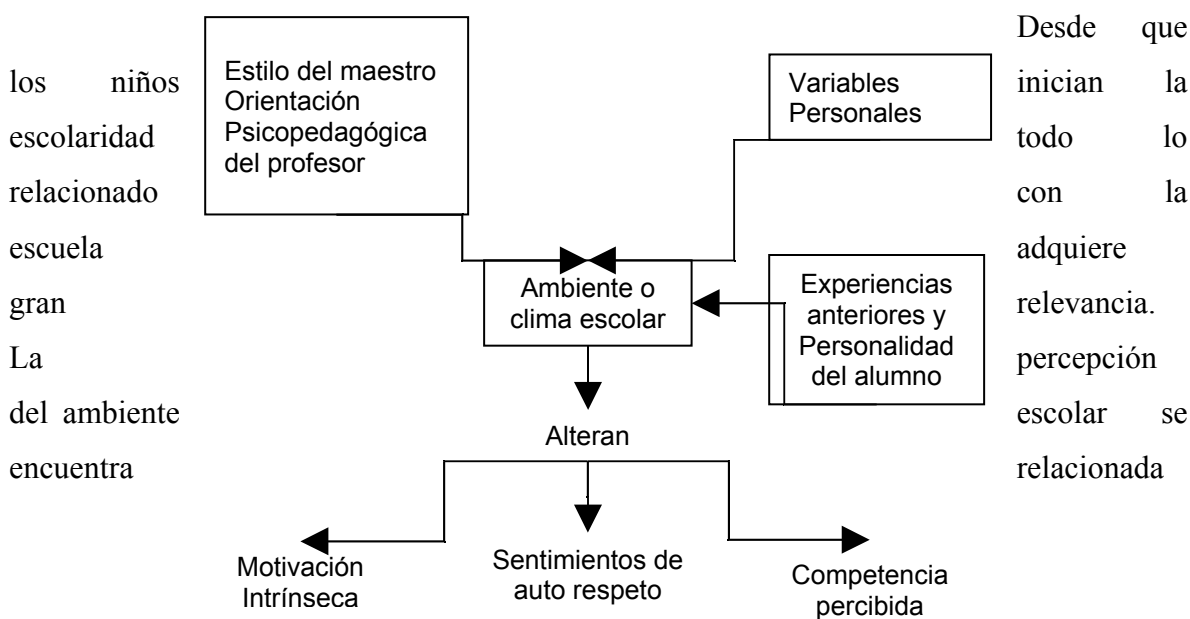 Desde que
los niños inician la
escolaridad todo lo
relacionado con la
escuela adquiere
gran relevancia.
La percepción
del ambiente escolar se
encuentra relacionada
Estilo del maestro
Orientación
Psicopedagógica
del profesor
Variables
Personales
Ambiente o
clima escolar
Experiencias
anteriores y
Personalidad
del alumno
Alteran
Motivación
Intrínseca
Sentimientos de
auto respeto
Competencia
percibida